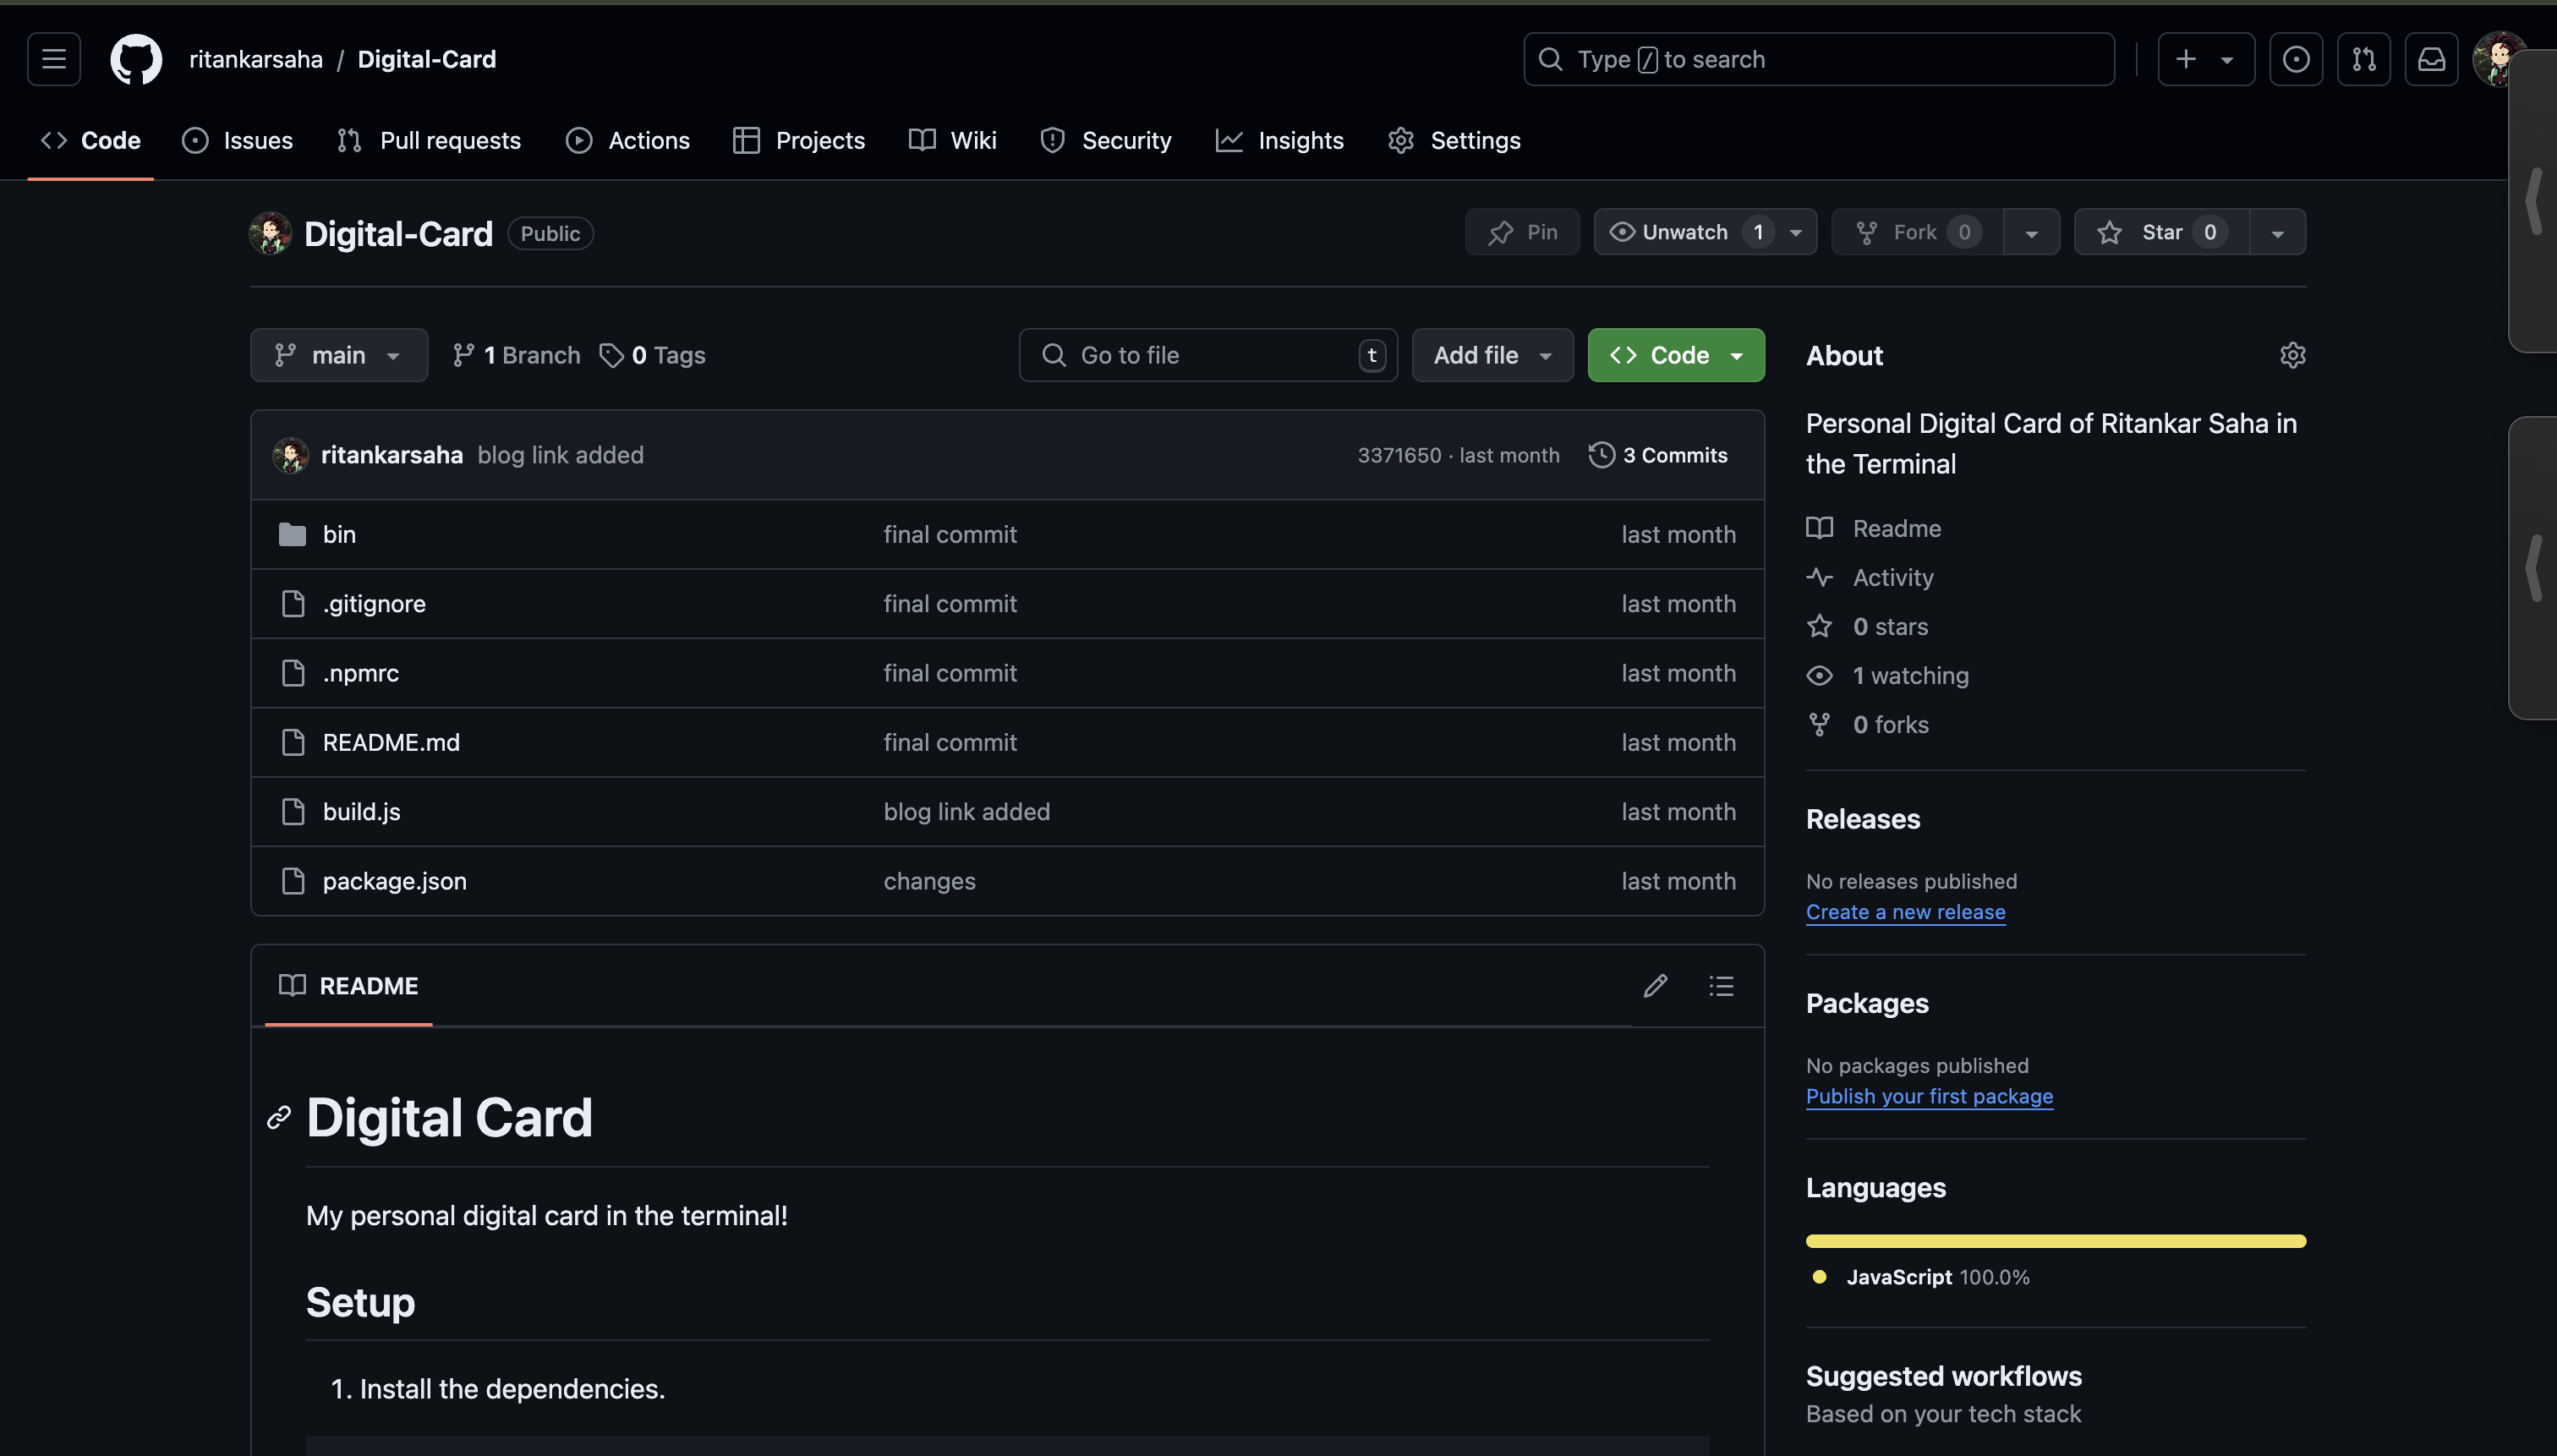 ritankarsaha / Digital-Card
Type / to search
Code Issues Pull requests Actions Projects Wiki Security Insights Settings
Digital-Card Public
Pin Unwatch 1 Fork 0 Star 0
main 1 Branch 0 Tags
Go to file t Add file Code
ritankarsaha blog link added 3371650 · last month 3 Commits
bin final commit last month
.gitignore final commit last month
.npmrc final commit last month
README.md final commit last month
build.js blog link added last month
package.json changes last month
README
Digital Card
My personal digital card in the terminal!
Setup
1. Install the dependencies.
About
Personal Digital Card of Ritankar Saha in
the Terminal
Readme
Activity
0 stars
1 watching
0 forks
Releases
No releases published
Create a new release
Packages
No packages published
Publish your first package
Languages
JavaScript 100.0%
Suggested workflows
Based on your tech stack